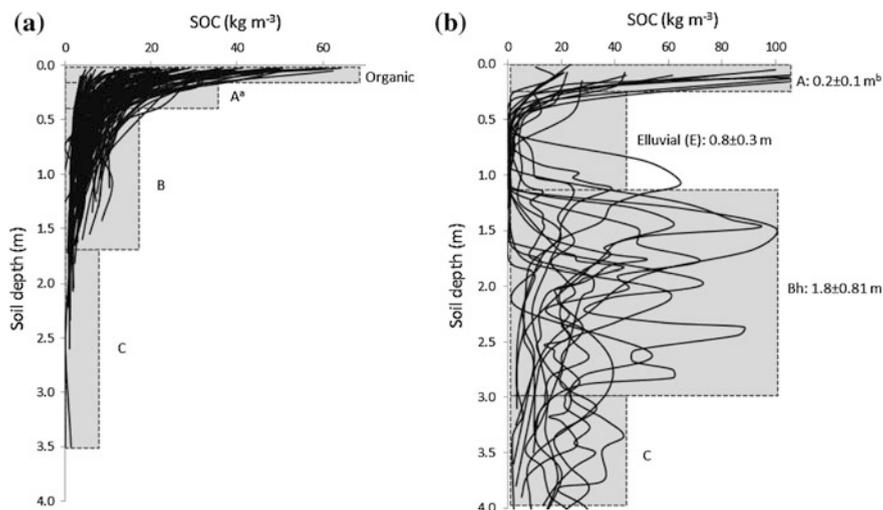 (a)
SOC (kg m-3)
0 20 40 60
0.0
0.5
1.0
1.5
2.0
2.5
3.0
3.5
4.0
Soil depth (m)
Organic
Aa
B
C
(b)
SOC (kg m-3)
0 20 40 60 80 100
0.0
0.5
1.0
1.5
2.0
2.5
3.0
3.5
4.0
Soil depth (m)
A: 0.2±0.1 mb
Elluvial (E): 0.8±0.3 m
Bh: 1.8±0.81 m
C